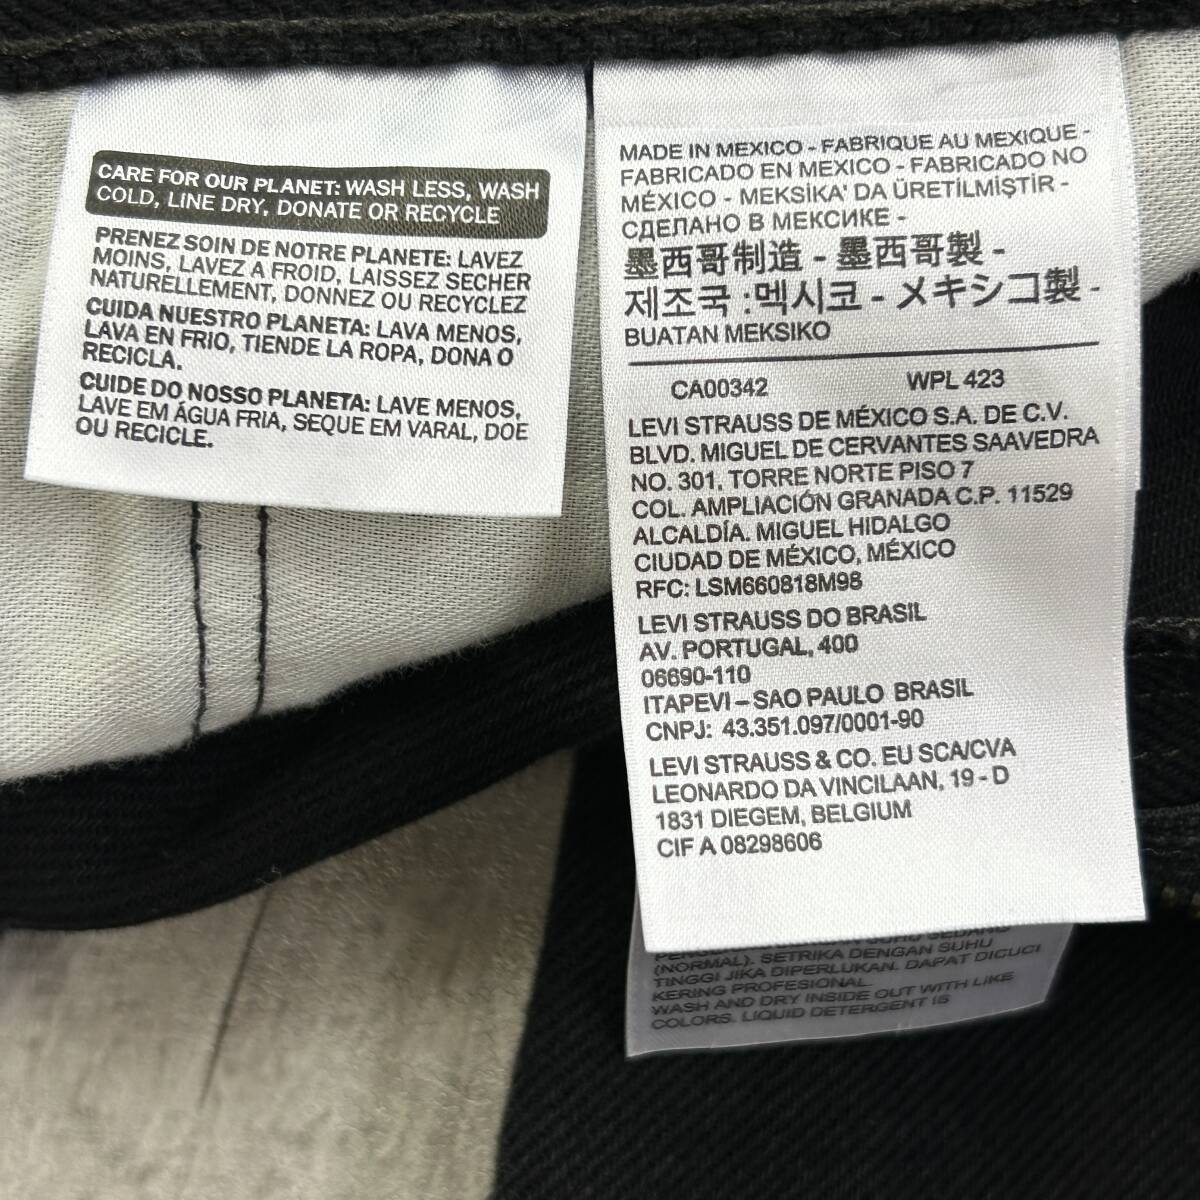 CARE FOR OUR PLANET: WASH LESS, WASH
COLD, LINE DRY, DONATE OR RECYCLE
PRENEZ SOIN DE NOTRE PLANETE: LAVEZ
MOINS, LAVEZ A FROID, LAISSEZ SECHER
NATURELLEMENT, DONNEZ OU RECYCLEZ
CUIDA NUESTRO PLANETA: LAVA MENOS,
LAVA EN FRIO, TIENDE LA ROPA, DONA O
RECICLA.
CUIDE DO NOSSO PLANETA: LAVE MENOS,
LAVE EM ÁGUA FRIA, SEQUE EM VARAL, DOE
OU RECICLE.
MADE IN MEXICO - FABRIQUE AU MEXIQUE -
FABRICADO EN MEXICO - FABRICADO NO
MÉXICO - MEKSİKA' DA ÜRETİLMİŞTİR -
СДЕЛАНО В МЕКСИКЕ -
墨西哥制造 - 墨西哥製 -
제조국 :멕시코 - メキシコ製 -
BUATAN MEKSIKO
CA00342 WPL 423
LEVI STRAUSS DE MÉXICO S.A. DE C.V.
BLVD. MIGUEL DE CERVANTES SAAVEDRA
NO. 301, TORRE NORTE PISO 7
COL. AMPLIACIÓN GRANADA C.P. 11529
ALCALDÍA. MIGUEL HIDALGO
CIUDAD DE MÉXICO, MÉXICO
RFC: LSM660818M98
LEVI STRAUSS DO BRASIL
AV. PORTUGAL, 400
06690-110
ITAPEVI – SAO PAULO BRASIL
CNPJ: 43.351.097/0001-90
LEVI STRAUSS & CO. EU SCA/CVA
LEONARDO DA VINCILAAN, 19 - D
1831 DIEGEM, BELGIUM
CIF A 08298606
SUHU SEDANG
(NORMAL). SETRIKA DENGAN SUHU
TINGGI JIKA DIPERLUKAN. DAPAT DICUCI
KERING PROFESIONAL.
WASH AND DRY INSIDE OUT WITH LIKE
COLORS. LIQUID DETERGENT IS